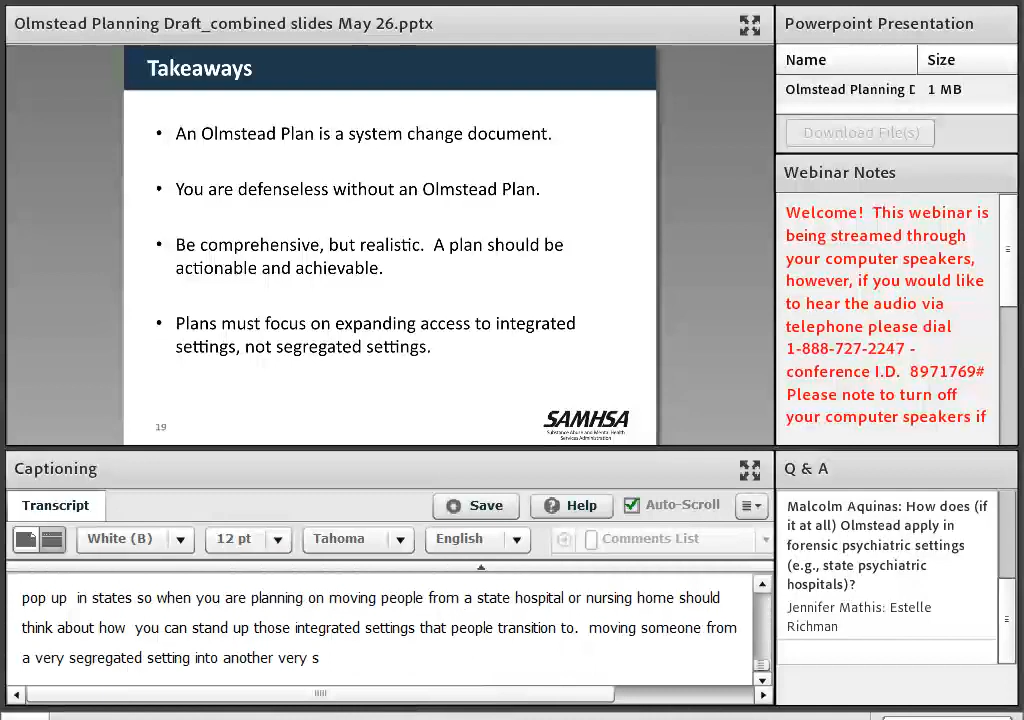 Olmstead Planning Draft_combined slides May 26.pptx
Takeaways
• An Olmstead Plan is a system change document.
• You are defenseless without an Olmstead Plan.
• Be comprehensive, but realistic. A plan should be
actionable and achievable.
• Plans must focus on expanding access to integrated
settings, not segregated settings.
19
SAMHSA
Substance Abuse and Mental Health
Services Administration
Powerpoint Presentation
Name Size
Olmstead Planning D 1 MB
Download File(s)
Webinar Notes
Welcome! This webinar is
being streamed through
your computer speakers,
however, if you would like
to hear the audio via
telephone please dial
1-888-727-2247 -
conference I.D. 8971769#
Please note to turn off
your computer speakers if
Captioning
Transcript
Save
Help
Auto-Scroll
White (B)
12 pt
Tahoma
English
Comments List
pop up in states so when you are planning on moving people from a state hospital or nursing home should
think about how you can stand up those integrated settings that people transition to. moving someone from
a very segregated setting into another very s
Q & A
Malcolm Aquinas: How does (if
it at all) Olmstead apply in
forensic psychiatric settings
(e.g., state psychiatric
hospitals)?
Jennifer Mathis: Estelle
Richman